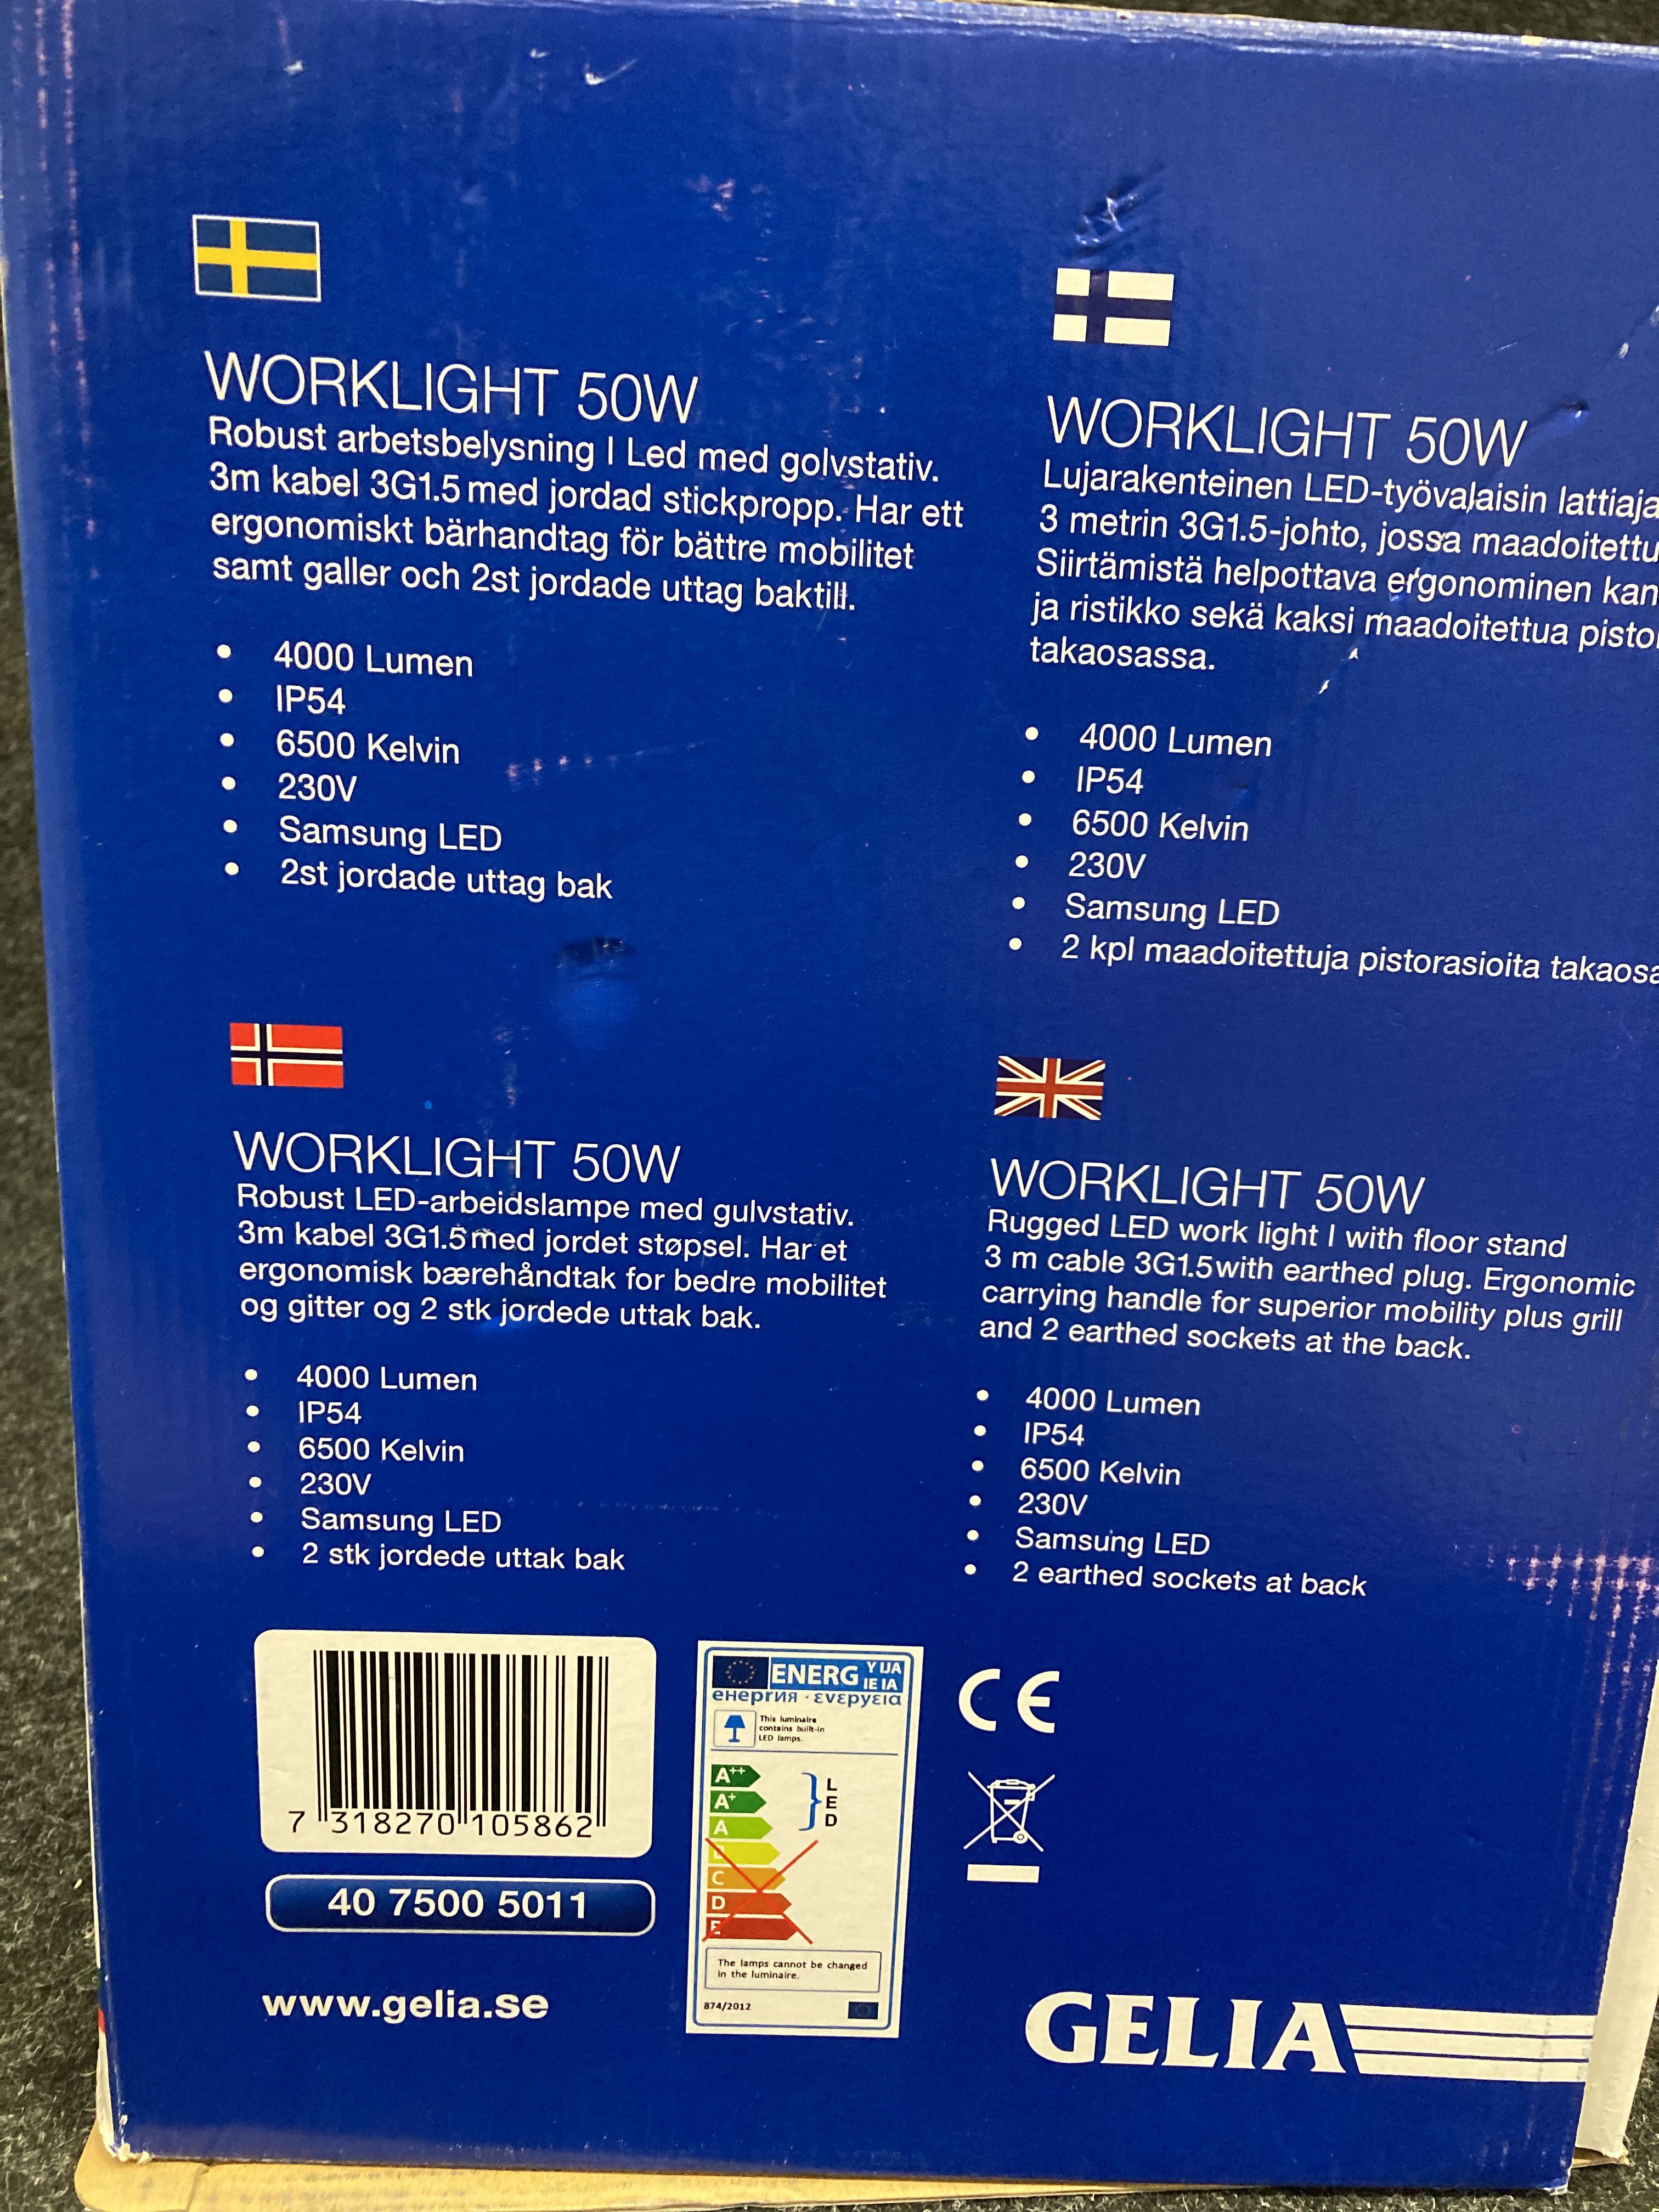 WORKLIGHT 50W
Robust arbetsbelysning I Led med golvstativ.
3m kabel 3G1.5 med jordad stickpropp. Har ett
ergonomiskt bärhandtag för bättre mobilitet
samt galler och 2st jordade uttag baktill.
• 4000 Lumen
• IP54
• 6500 Kelvin
• 230V
• Samsung LED
• 2st jordade uttag bak
WORKLIGHT 50W
Lujarakenteinen LED-työvalaisin
3 metrin 3G1.5-johto, jossa
Siirtämistä helpottava ergonominen
ja ristikko sekä kaksi maadoitettua
takaosassa.
• 4000 Lumen
• IP54
• 6500 Kelvin
• 230V
• Samsung LED
• 2 kpl maadoitettuja pistorasioita
WORKLIGHT 50W
Robust LED-arbeidslampe med gulvstativ.
3m kabel 3G1.5 med jordet støpsel. Har et
ergonomisk bærehåndtak for bedre mobilitet
og gitter og 2 stk jordede uttak bak.
• 4000 Lumen
• IP54
• 6500 Kelvin
• 230V
• Samsung LED
• 2 stk jordede uttak bak
WORKLIGHT 50W
Rugged LED work light I with floor stand
3 m cable 3G1.5 with earthed plug. Ergonomic
carrying handle for superior mobility plus grill
and 2 earthed sockets at the back.
• 4000 Lumen
• IP54
• 6500 Kelvin
• 230V
• Samsung LED
• 2 earthed sockets at back
7 318270 105862
40 7500 5011
www.gelia.se
ENERG Y IJA
IE IA
енергия · ενεργεια
This luminaire
contains built-in
LED lamps.
A++
A+
A
LED
C
D
E
The lamps cannot be changed
in the luminaire.
874/2012
CE
GELIA